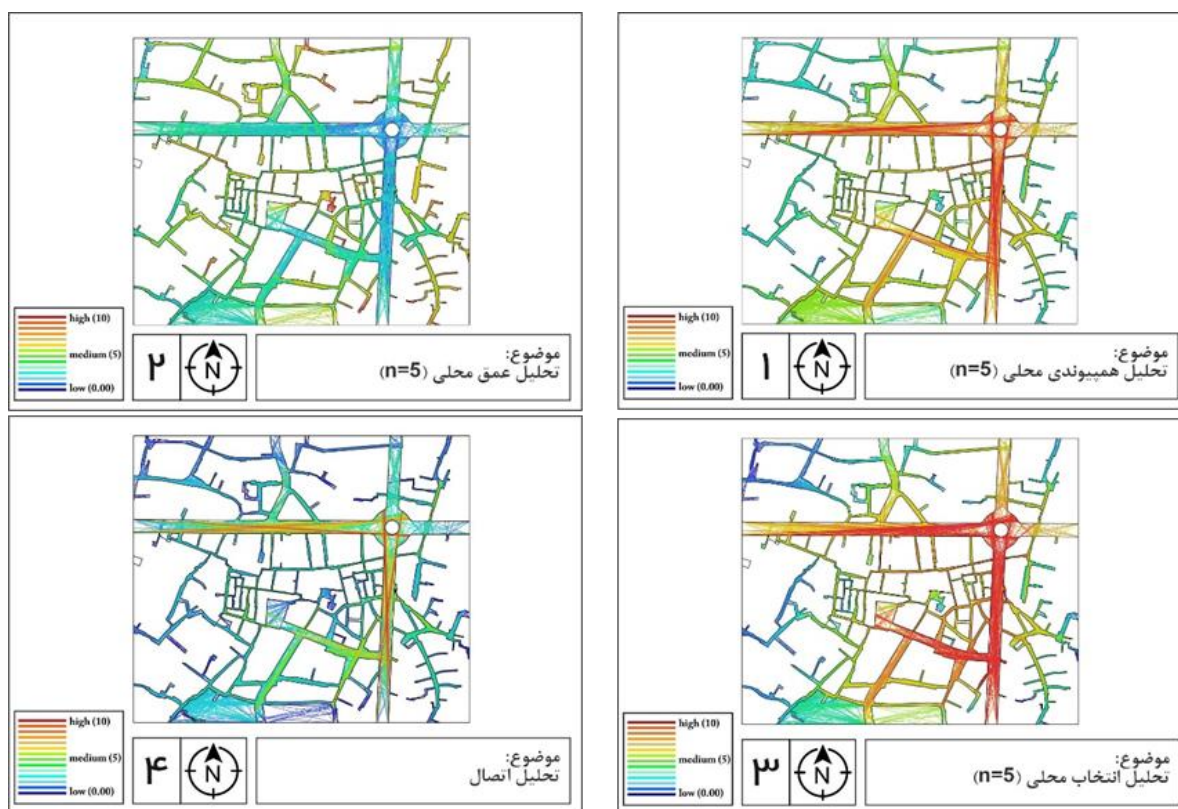 high (10)
medium (5)
low (0.00)
۱
N
موضوع:
تحلیل همپیوندی محلی (n=5)
high (10)
medium (5)
low (0.00)
۲
N
موضوع:
تحلیل عمق محلی (n=5)
high (10)
medium (5)
low (0.00)
۳
N
موضوع:
تحلیل انتخاب محلی (n=5)
high (10)
medium (5)
low (0.00)
۴
N
موضوع:
تحلیل اتصال